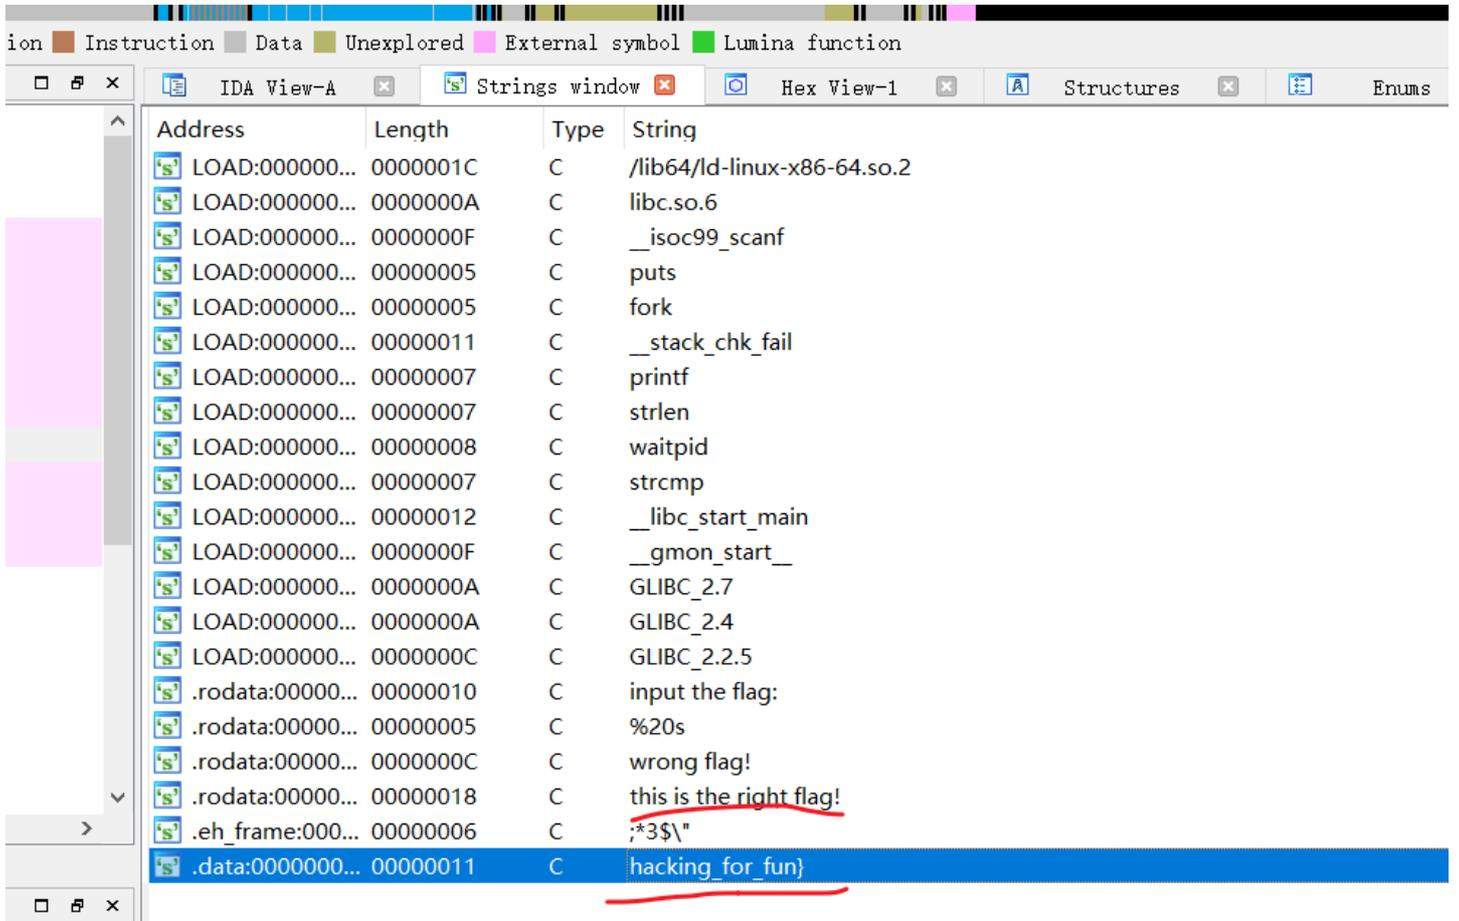 ion Instruction Data Unexplored External symbol Lumina function
IDA View-A Strings window Hex View-1 Structures Enums
Address Length Type String
LOAD:000000... 0000001C C /lib64/ld-linux-x86-64.so.2
LOAD:000000... 0000000A C libc.so.6
LOAD:000000... 0000000F C __isoc99_scanf
LOAD:000000... 00000005 C puts
LOAD:000000... 00000005 C fork
LOAD:000000... 00000011 C __stack_chk_fail
LOAD:000000... 00000007 C printf
LOAD:000000... 00000007 C strlen
LOAD:000000... 00000008 C waitpid
LOAD:000000... 00000007 C strcmp
LOAD:000000... 00000012 C __libc_start_main
LOAD:000000... 0000000F C __gmon_start__
LOAD:000000... 0000000A C GLIBC_2.7
LOAD:000000... 0000000A C GLIBC_2.4
LOAD:000000... 0000000C C GLIBC_2.2.5
.rodata:00000... 00000010 C input the flag:
.rodata:00000... 00000005 C %20s
.rodata:00000... 0000000C C wrong flag!
.rodata:00000... 00000018 C this is the right flag!
.eh_frame:000... 00000006 C ;*3$\"
.data:0000000... 00000011 C hacking_for_fun}